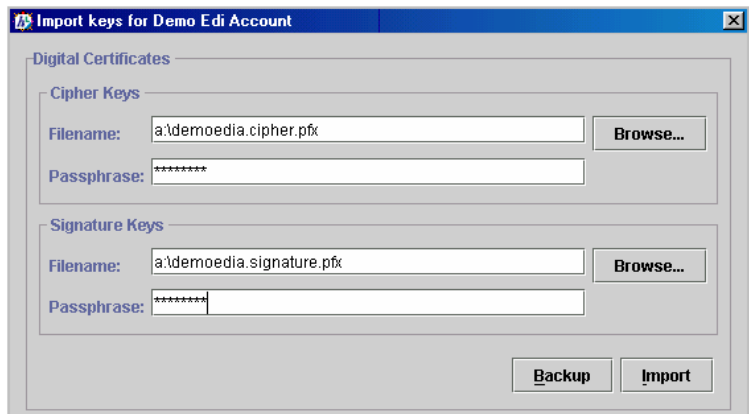 Import keys for Demo Edi Account
Digital Certificates
Cipher Keys
Filename: a:\demoedia.cipher.pfx Browse...
Passphrase: ********
Signature Keys
Filename: a:\demoedia.signature.pfx Browse...
Passphrase: ********
Backup Import